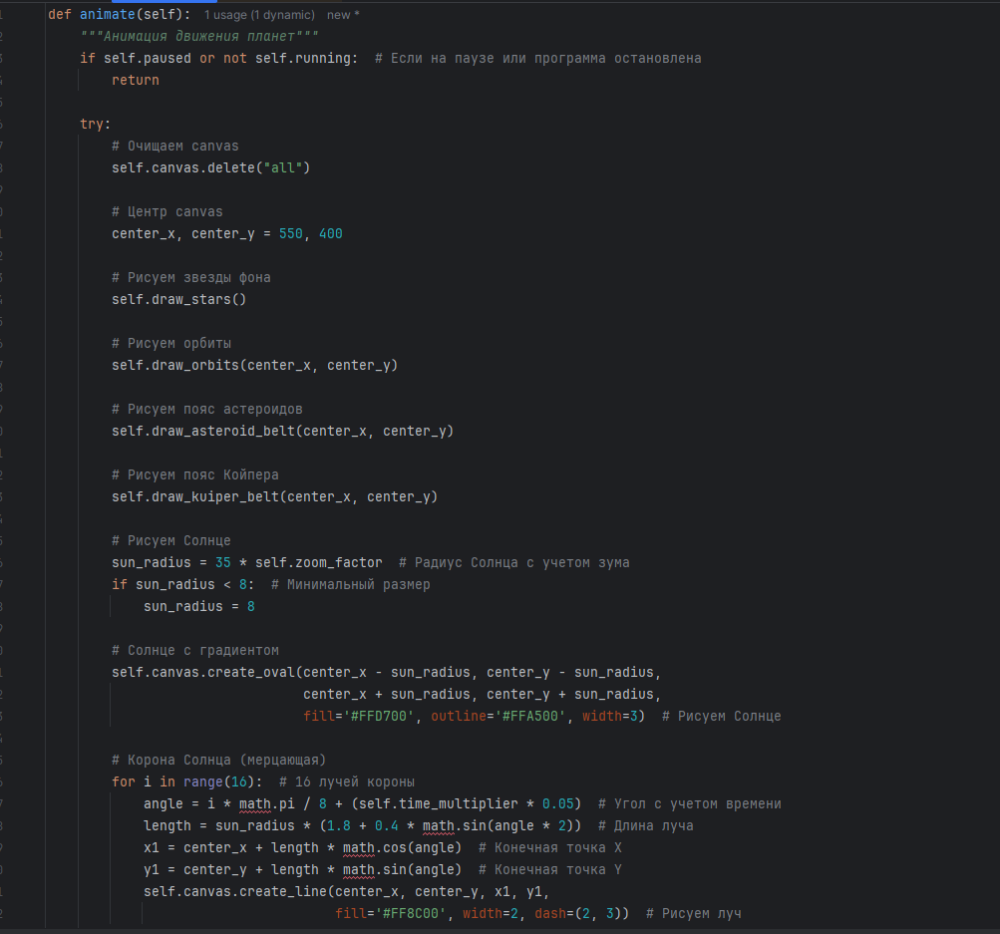 def animate(self):  1 usage (1 dynamic)  new *
"""Анимация движения планет"""
if self.paused or not self.running:  # Если на паузе или программа остановлена
return
try:
# Очищаем canvas
self.canvas.delete("all")
# Центр canvas
center_x, center_y = 550, 400
# Рисуем звезды фона
self.draw_stars()
# Рисуем орбиты
self.draw_orbits(center_x, center_y)
# Рисуем пояс астероидов
self.draw_asteroid_belt(center_x, center_y)
# Рисуем пояс Койпера
self.draw_kuiper_belt(center_x, center_y)
# Рисуем Солнце
sun_radius = 35 * self.zoom_factor  # Радиус Солнца с учетом зума
if sun_radius < 8:  # Минимальный размер
sun_radius = 8
# Солнце с градиентом
self.canvas.create_oval(center_x - sun_radius, center_y - sun_radius,
center_x + sun_radius, center_y + sun_radius,
fill='#FFD700', outline='#FFA500', width=3)  # Рисуем Солнце
# Корона Солнца (мерцающая)
for i in range(16):  # 16 лучей короны
angle = i * math.pi / 8 + (self.time_multiplier * 0.05)  # Угол с учетом времени
length = sun_radius * (1.8 + 0.4 * math.sin(angle * 2))  # Длина луча
x1 = center_x + length * math.cos(angle)  # Конечная точка X
y1 = center_y + length * math.sin(angle)  # Конечная точка Y
self.canvas.create_line(center_x, center_y, x1, y1,
fill='#FF8C00', width=2, dash=(2, 3))  # Рисуем луч